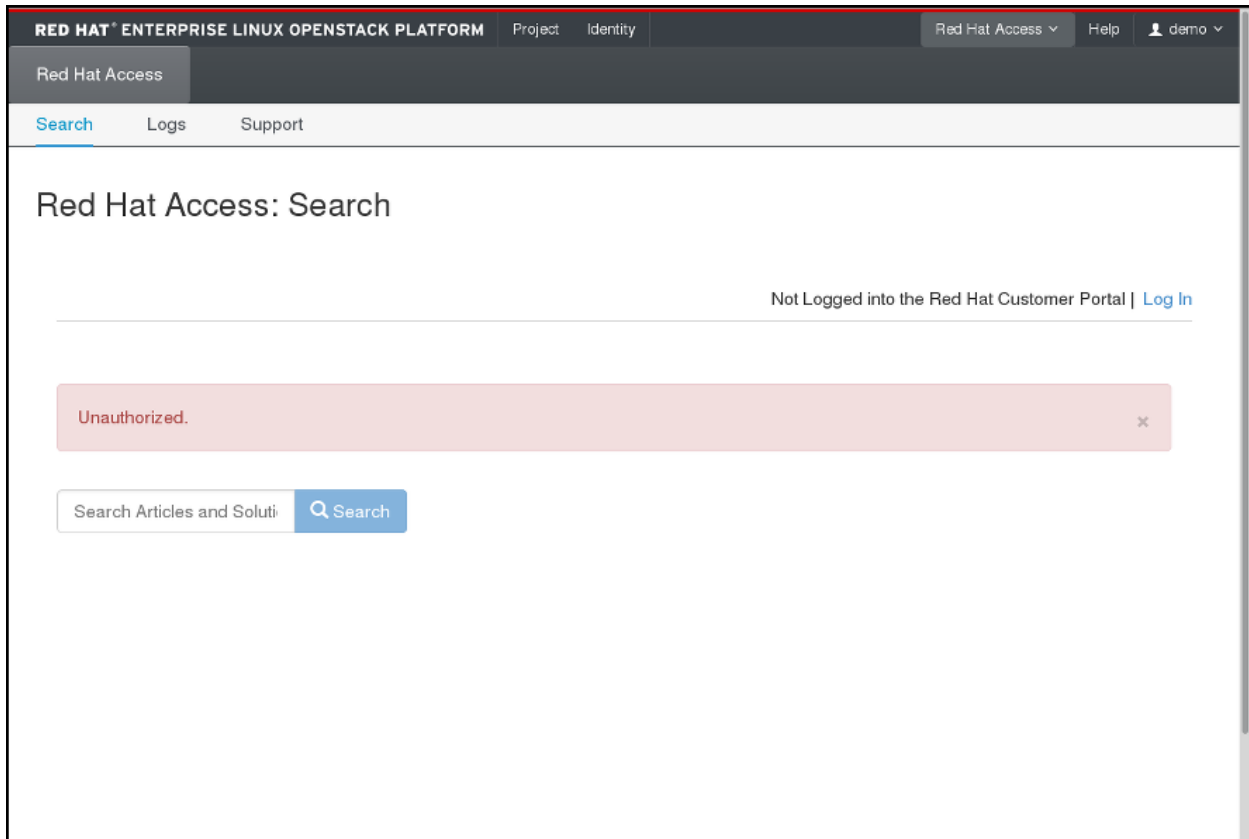 RED HAT® ENTERPRISE LINUX OPENSTACK PLATFORM Project Identity Red Hat Access Help demo
Red Hat Access
Search Logs Support
Red Hat Access: Search
Not Logged into the Red Hat Customer Portal | Log In
Unauthorized. ×
Search Articles and Soluti Search